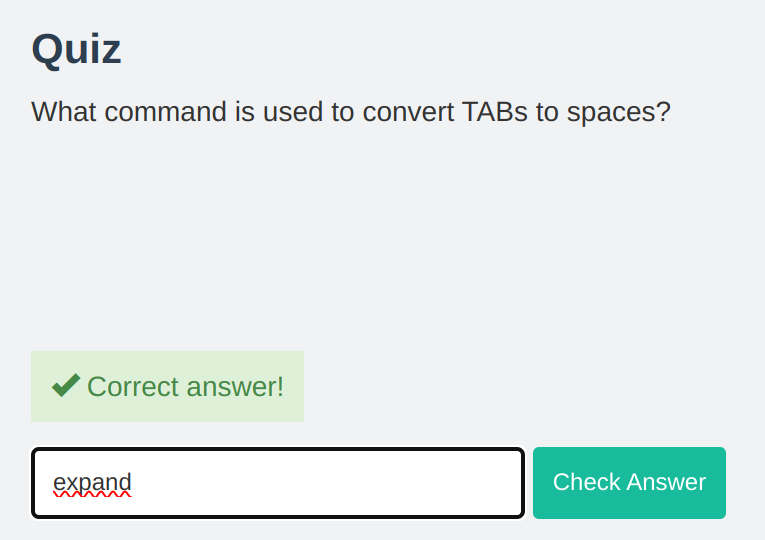 Quiz
What command is used to convert TABs to spaces?
✔ Correct answer!
expand
Check Answer